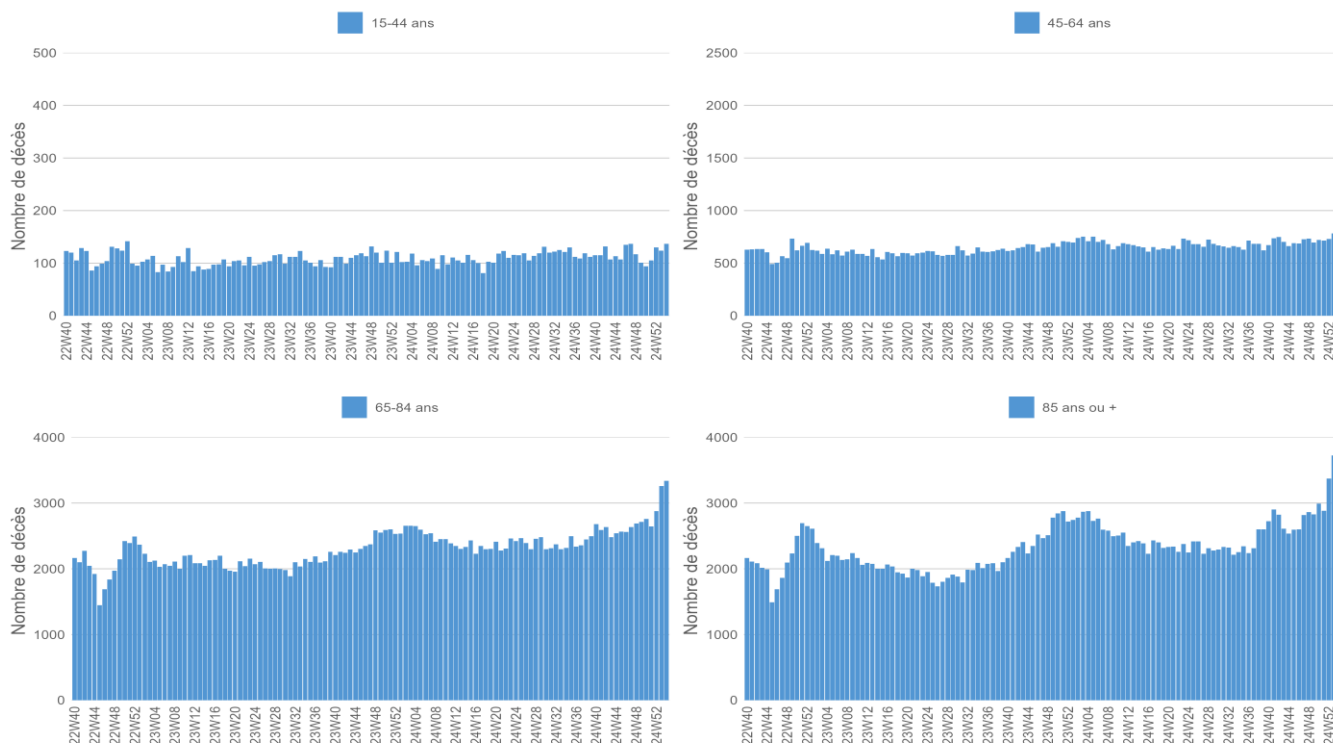 15-44 ans
500
400
300
200
100
0
Nombre de décès
22W40
22W44
22W48
22W52
23W04
23W08
23W12
23W16
23W20
23W24
23W28
23W32
23W36
23W40
23W44
23W48
23W52
24W04
24W08
24W12
24W16
24W20
24W24
24W28
24W32
24W36
24W40
24W44
24W48
24W52
45-64 ans
2500
2000
1500
1000
500
0
Nombre de décès
22W40
22W44
22W48
22W52
23W04
23W08
23W12
23W16
23W20
23W24
23W28
23W32
23W36
23W40
23W44
23W48
23W52
24W04
24W08
24W12
24W16
24W20
24W24
24W28
24W32
24W36
24W40
24W44
24W48
24W52
65-84 ans
4000
3000
2000
1000
0
Nombre de décès
22W40
22W44
22W48
22W52
23W04
23W08
23W12
23W16
23W20
23W24
23W28
23W32
23W36
23W40
23W44
23W48
23W52
24W04
24W08
24W12
24W16
24W20
24W24
24W28
24W32
24W36
24W40
24W44
24W48
24W52
85 ans ou +
4000
3000
2000
1000
0
Nombre de décès
22W40
22W44
22W48
22W52
23W04
23W08
23W12
23W16
23W20
23W24
23W28
23W32
23W36
23W40
23W44
23W48
23W52
24W04
24W08
24W12
24W16
24W20
24W24
24W28
24W32
24W36
24W40
24W44
24W48
24W52